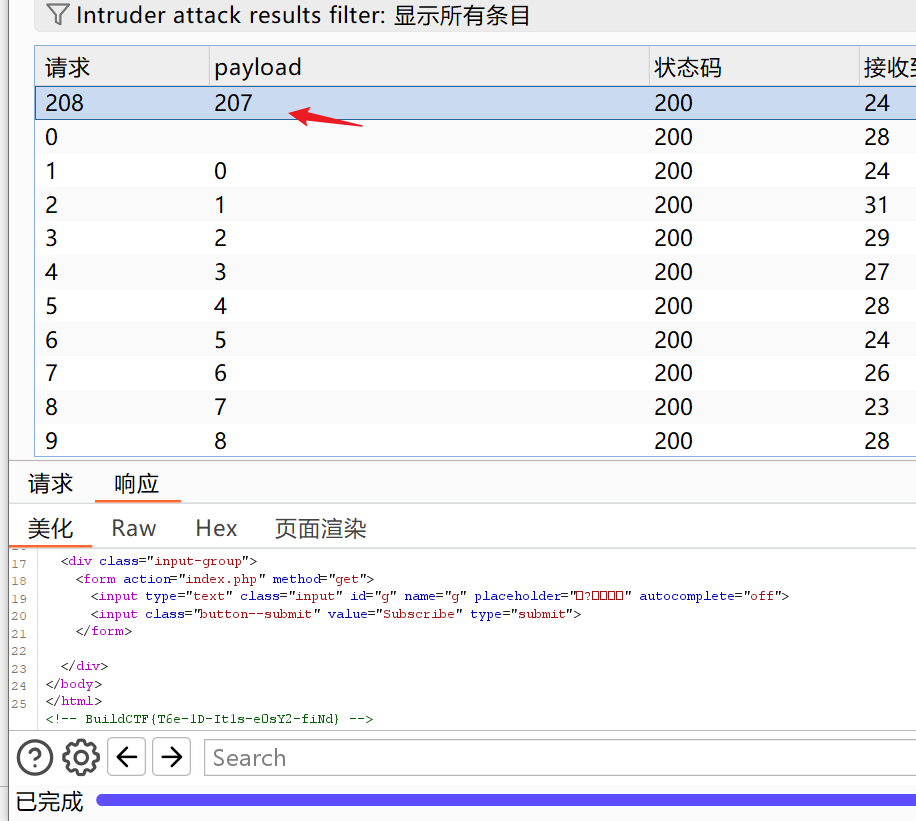 Intruder attack results filter: 显示所有条目
请求 payload 状态码 接收到
208 207 200 24
0 200 28
1 0 200 24
2 1 200 31
3 2 200 29
4 3 200 27
5 4 200 28
6 5 200 24
7 6 200 26
8 7 200 23
9 8 200 28
请求 响应
美化 Raw Hex 页面渲染
17 <div class="input-group">
18 <form action="index.php" method="get">
19 <input type="text" class="input" id="g" name="g" placeholder="□?□□□□" autocomplete="off">
20 <input class="button--submit" value="Subscribe" type="submit">
21 </form>
22
23 </div>
24 </body>
25 </html>
<!-- BuildCTF{T6e-1D-It1s-eOsY2-fiNd} -->
Search
已完成